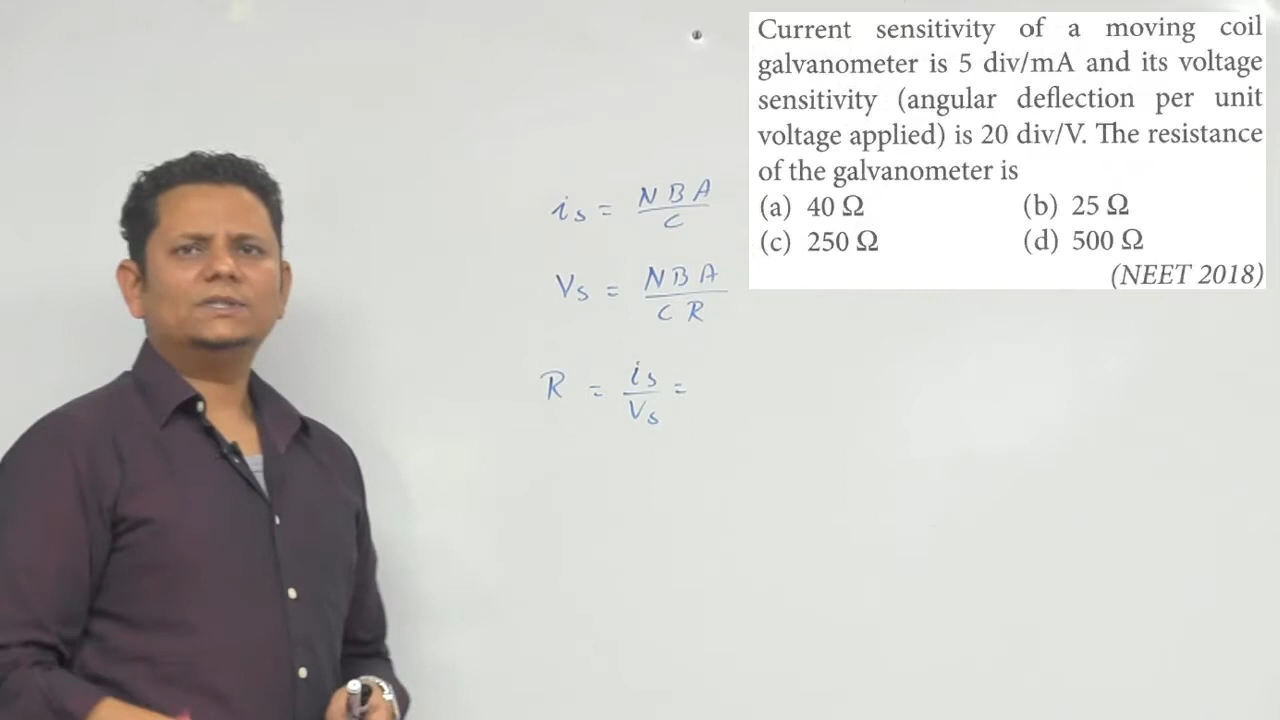 Current sensitivity of a moving coil
galvanometer is 5 div/mA and its voltage
sensitivity (angular deflection per unit
voltage applied) is 20 div/V. The resistance
of the galvanometer is
(a) 40 Ω (b) 25 Ω
(c) 250 Ω (d) 500 Ω
(NEET 2018)
is = NBA/C
Vs = NBA/CR
R = is/Vs =